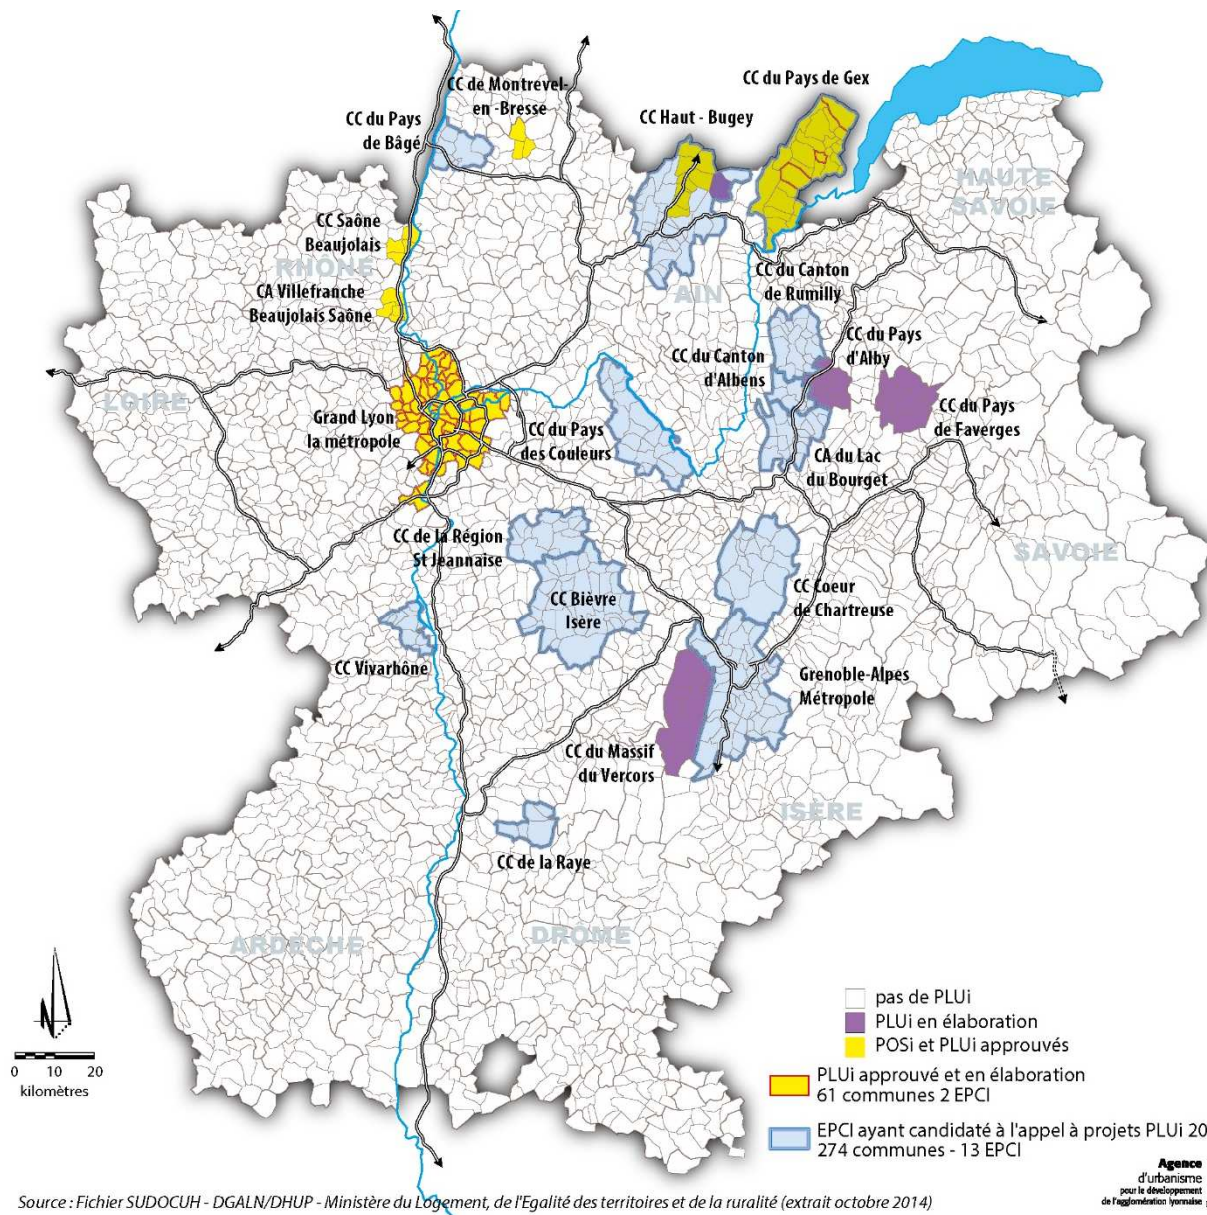 CC de Montrevel-
en -Bresse
CC du Pays de Gex
CC du Pays
de Bâgé
CC Haut - Bugey
HAUTE
SAVOIE
CC Saône
Beaujolais
RHÔNE
CA Villefranche
Beaujolais Saône
AIN
CC du Canton
de Rumilly
CC du Pays
d'Alby
CC du Canton
d'Albens
LOIRE
Grand Lyon
la métropole
CC du Pays
des Couleurs
CC du Pays
de Faverges
CA du Lac
du Bourget
CC de la Région
St Jeannaise
SAVOIE
CC Bièvre
Isère
CC Coeur
de Chartreuse
CC Vivarhône
Grenoble-Alpes
Métropole
CC du Massif
du Vercors
ISÈRE
CC de la Raye
ARDÈCHE
DRÔME
N
0 10 20
kilomètres
pas de PLUi
PLUi en élaboration
POSi et PLUi approuvés
PLUi approuvé et en élaboration
61 communes 2 EPCI
EPCI ayant candidaté à l'appel à projets PLUi 20
274 communes - 13 EPCI
Agence
d'urbanisme
pour le développement
de l'agglomération lyonnaise
Source : Fichier SUDOCUH - DGALN/DHUP - Ministère du Logement, de l'Egalité des territoires et de la ruralité (extrait octobre 2014)